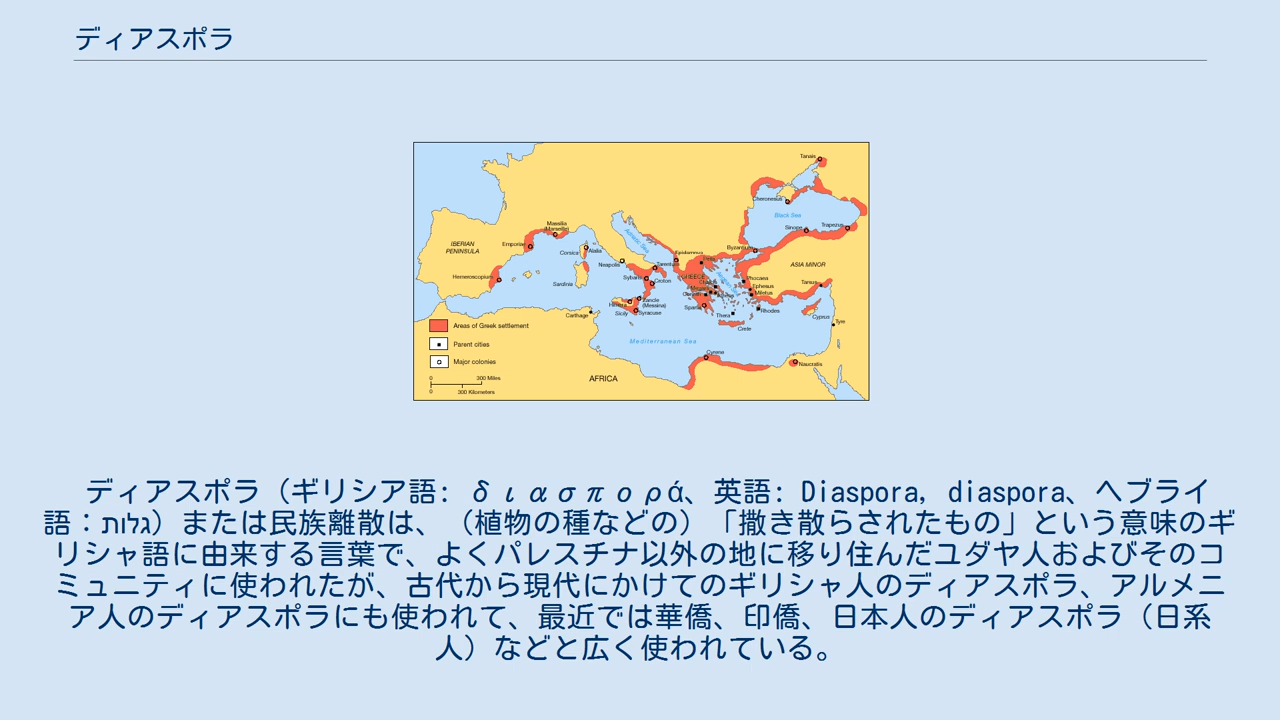 ディアスポラ
Tanais
Cheronesus
Black Sea
Massilia
(Marseille)
Adriatic Sea
Sinope
Trapezus
IBERIAN
PENINSULA
Emporiae
Corsica
Alalia
Epidamnus
Byzantium
Neapolis
Tarentum
ASIA MINOR
Hemeroscopium
Sardinia
Sybaris
Croton
GREECE
Phocaea
Ephesus
Miletus
Tarsus
Himera
Zancle
(Messina)
Sparta
Carthage
Sicily
Syracuse
Thera
Rhodes
Cyprus
Areas of Greek settlement
Crete
Tyre
Parent cities
Mediterranean Sea
Major colonies
Cyrene
Naucratis
0 300 Miles
AFRICA
0 300 Kilometers
ディアスポラ（ギリシア語: διασπορά、英語: Diaspora, diaspora、ヘブライ
語：גלות）または民族離散は、（植物の種などの）「撒き散らされたもの」という意味のギ
リシャ語に由来する言葉で、よくパレスチナ以外の地に移り住んだユダヤ人およびそのコ
ミュニティに使われたが、古代から現代にかけてのギリシャ人のディアスポラ、アルメニ
ア人のディアスポラにも使われて、最近では華僑、印僑、日本人のディアスポラ（日系
人）などと広く使われている。